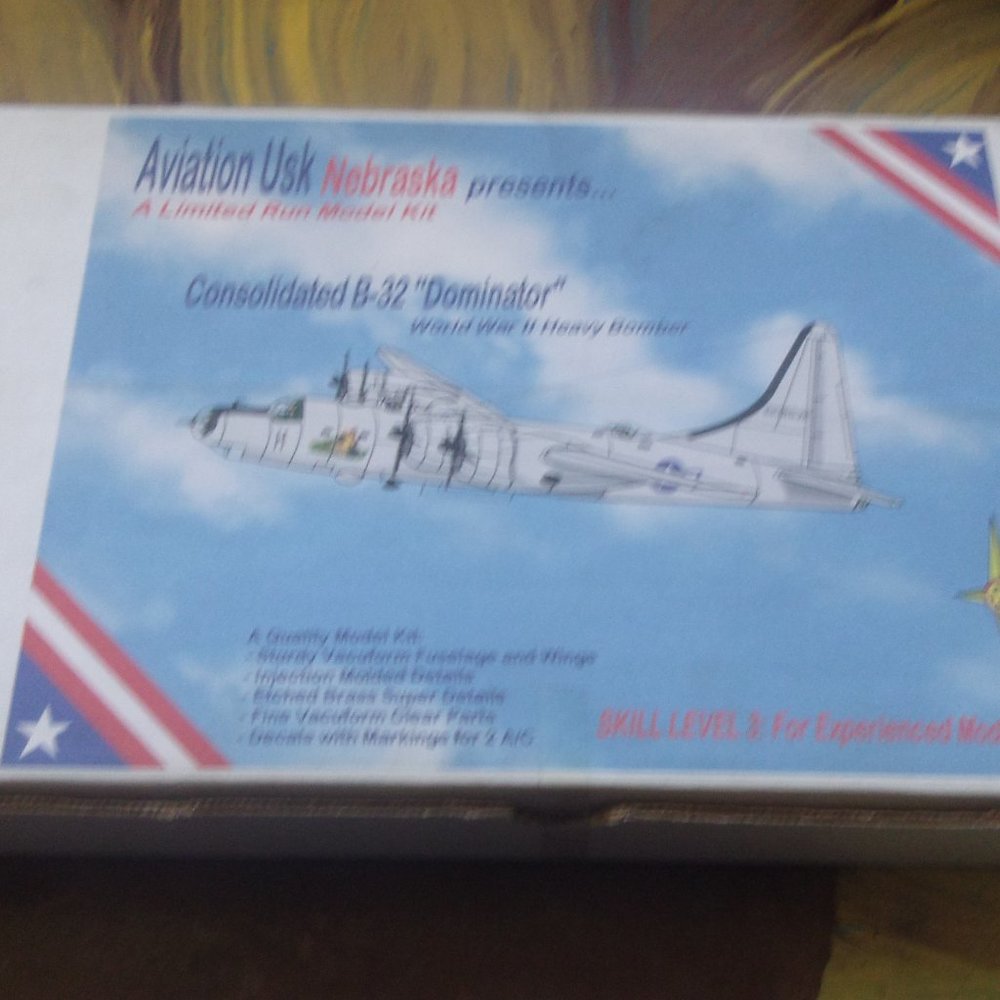 Aviation Usk Nebraska presents...
A Limited Run Model Kit
Consolidated B-32 "Dominator"
World War II Heavy Bomber
A Quality Model Kit:
- Sturdy Vacuform Fuselage and Wings
- Injection Molded Details
- Etched Brass Super Details
- Fine Vacuform Clear Parts
- Decals with Markings for 2 A/C
SKILL LEVEL 3: For Experienced